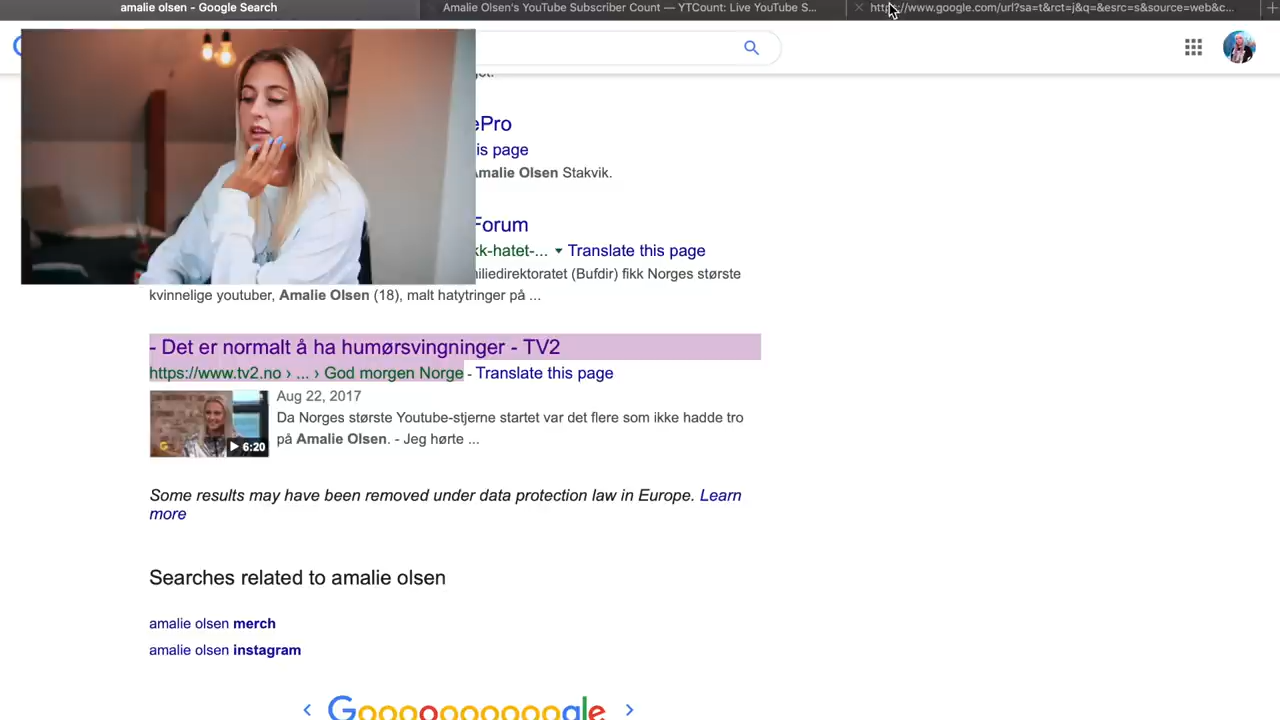 amalie olsen - Google Search
Amalie Olsen's YouTube Subscriber Count — YTCount: Live YouTube S...
https://www.google.com/url?sa=t&rct=j&q=&esrc=s&source=web&c...
ePro
is page
Amalie Olsen Stakvik.
Forum
kk-hatet-... Translate this page
niliedirektoratet (Bufdir) fikk Norges største
kvinnelige youtuber, Amalie Olsen (18), malt hatytringer på ...
- Det er normalt å ha humørsvingninger - TV2
https://www.tv2.no › ... › God morgen Norge - Translate this page
Aug 22, 2017
Da Norges største Youtube-stjerne startet var det flere som ikke hadde tro
på Amalie Olsen. - Jeg hørte ...
6:20
Some results may have been removed under data protection law in Europe. Learn
more
Searches related to amalie olsen
amalie olsen merch
amalie olsen instagram
Goooooooooogle